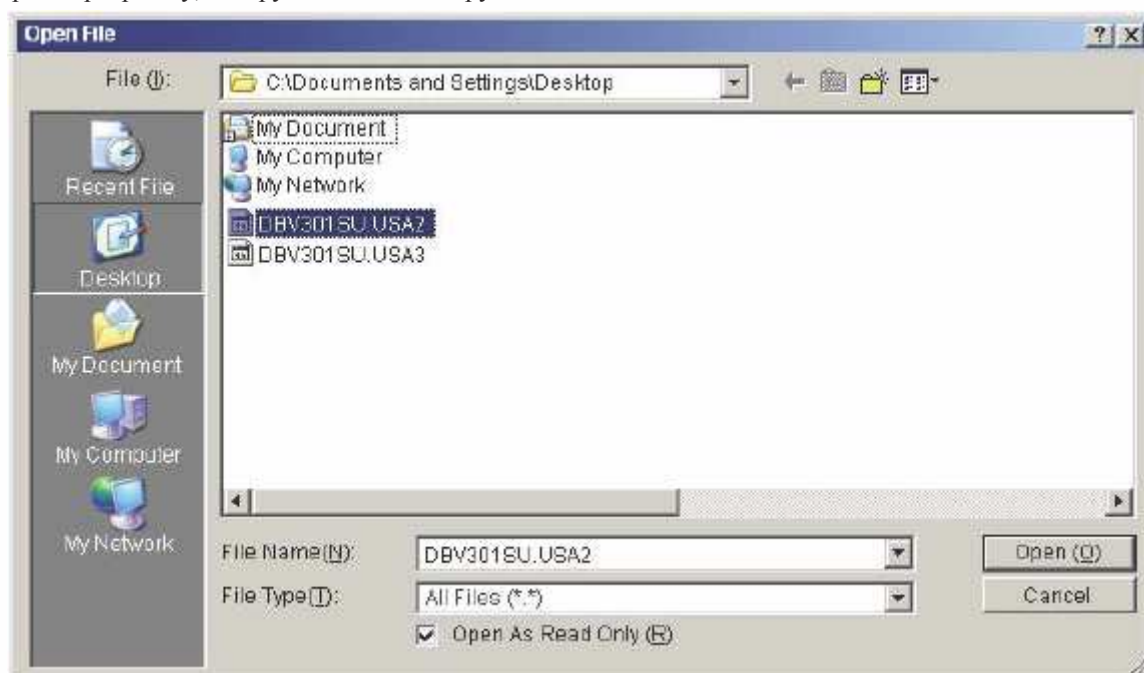 Open File
File (I):
C:\Documents and Settings\Desktop
My Document
My Computer
My Network
DBV301SU.USA2
DBV301SU.USA3
Recent File
Desktop
My Document
My Computer
My Network
File Name(N):
DBV301SU.USA2
Open (O)
File Type(T):
All Files (*.*)
Cancel
Open As Read Only (R)